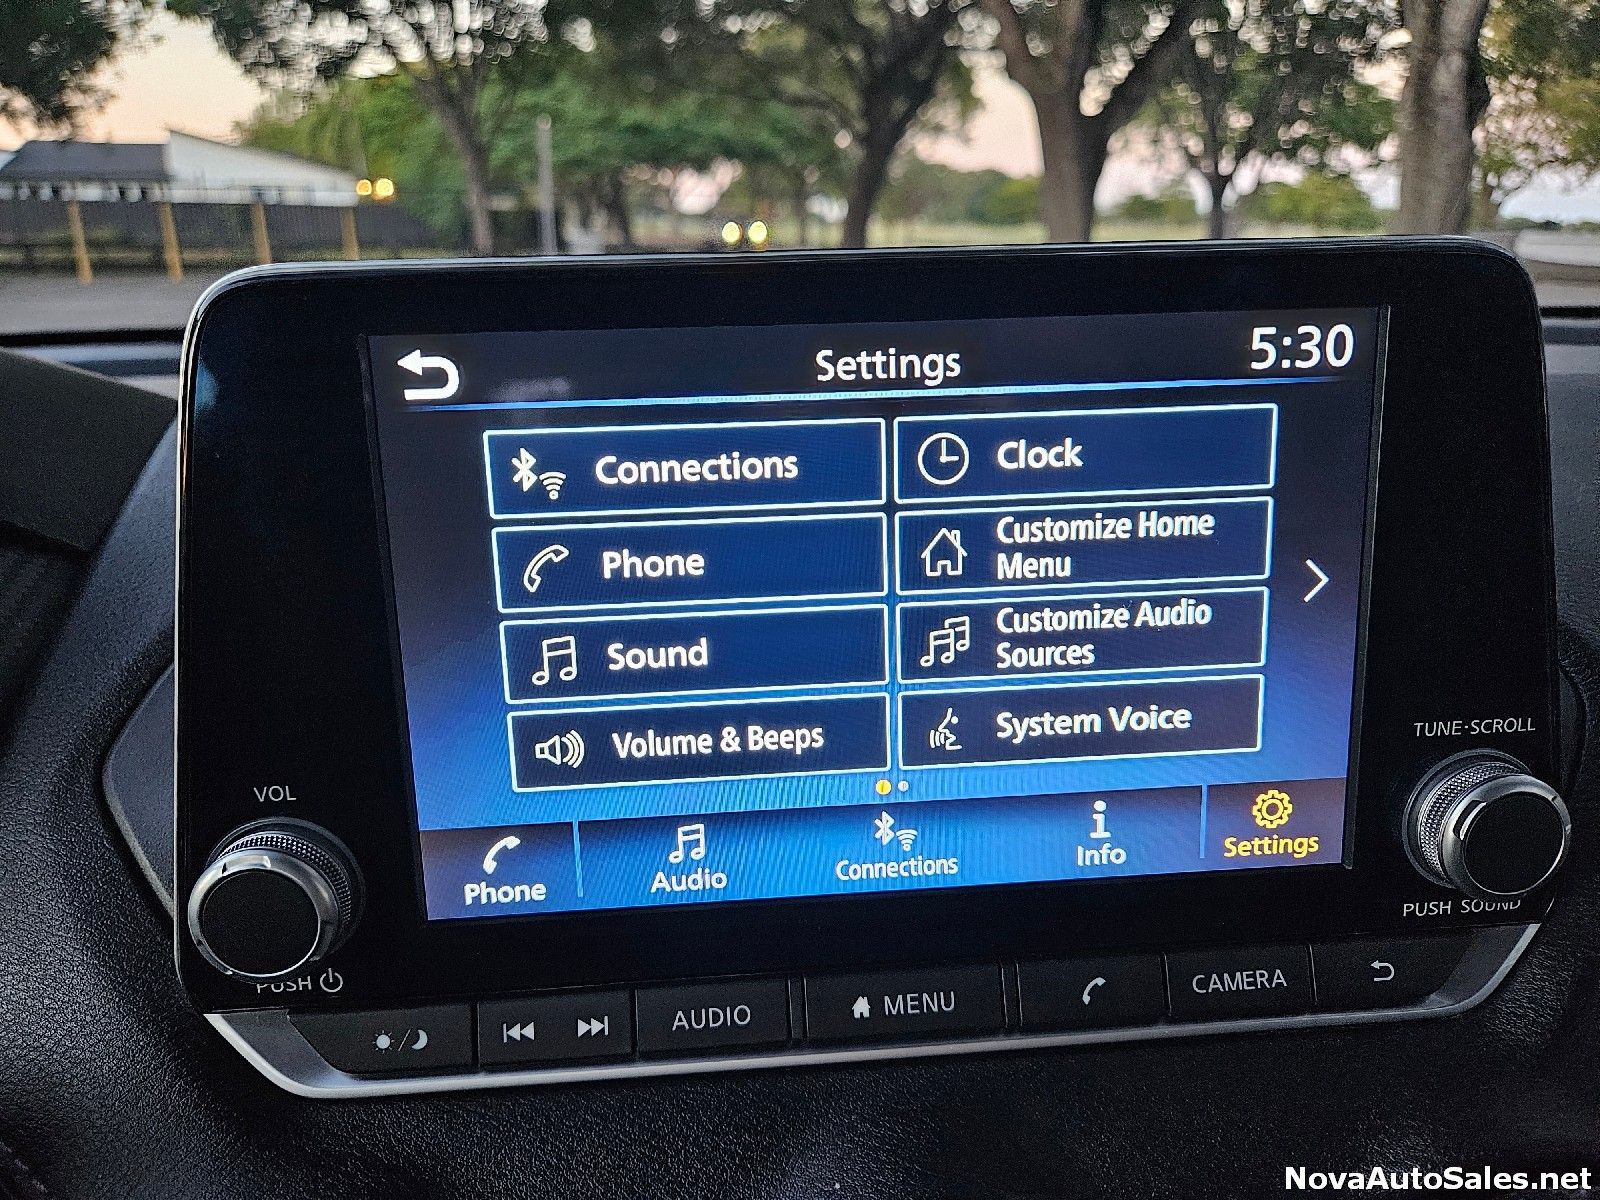 Settings
5:30
Connections
Clock
Phone
Customize Home
Menu
Sound
Customize Audio
Sources
Volume & Beeps
System Voice
Phone
Audio
Connections
Info
Settings
VOL
PUSH
TUNE·SCROLL
PUSH SOUND
AUDIO
MENU
CAMERA
NovaAutoSales.net